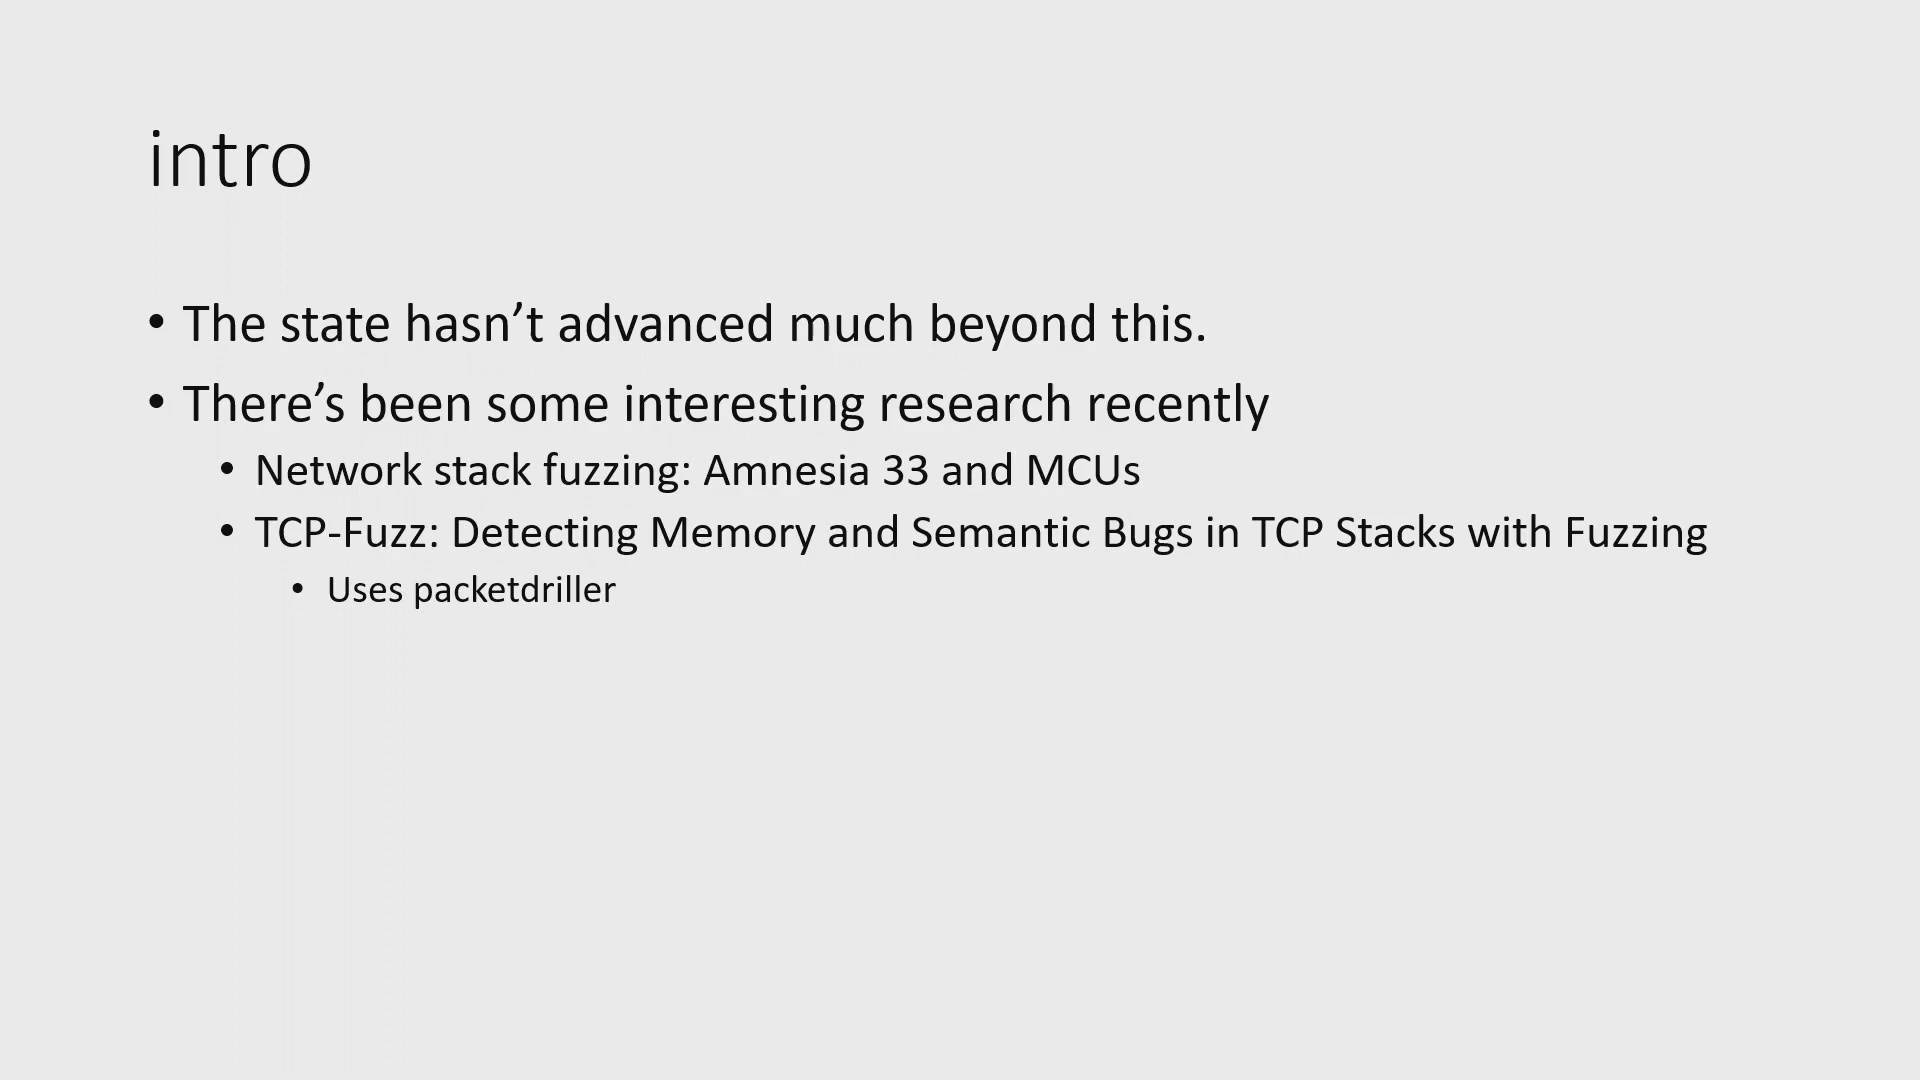 intro
• The state hasn’t advanced much beyond this.
• There’s been some interesting research recently
• Network stack fuzzing: Amnesia 33 and MCUs
• TCP-Fuzz: Detecting Memory and Semantic Bugs in TCP Stacks with Fuzzing
• Uses packetdriller